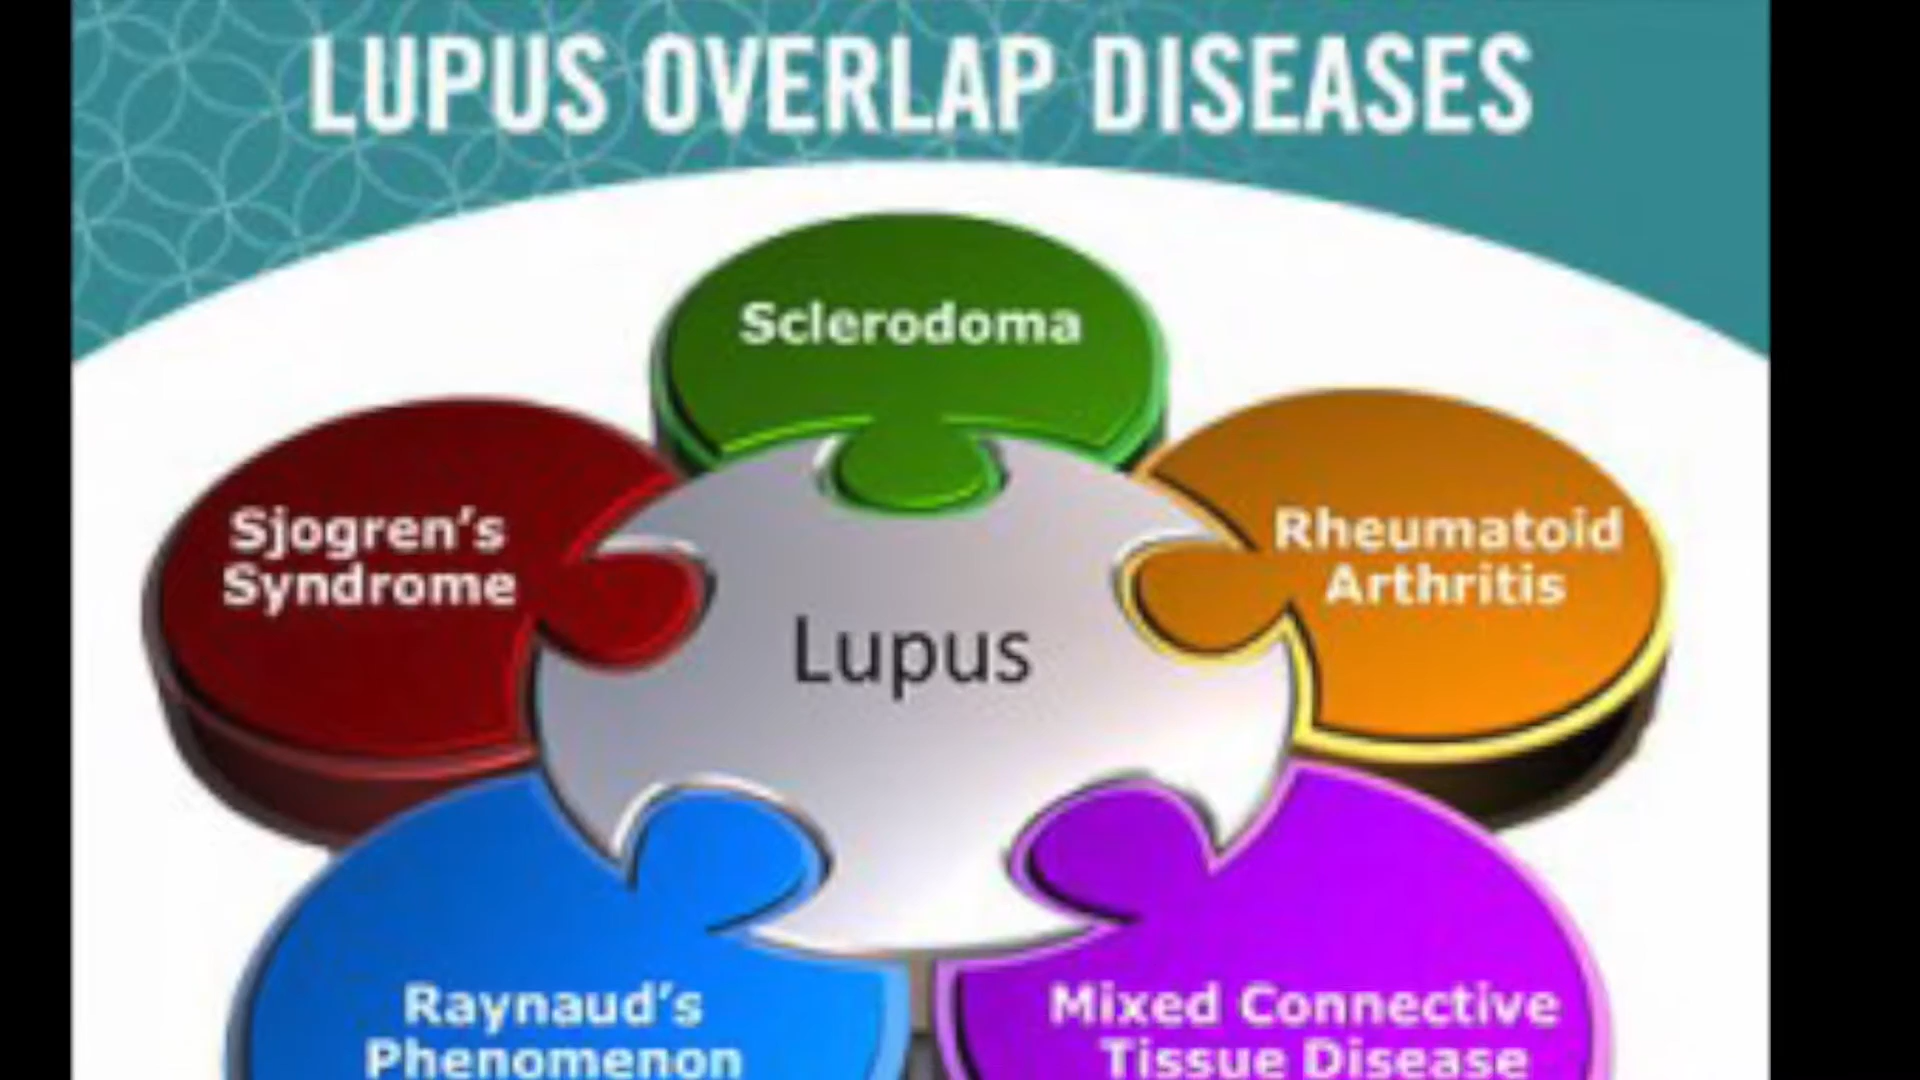 LUPUS OVERLAP DISEASES
Sclerodoma
Sjogren's
Syndrome
Rheumatoid
Arthritis
Lupus
Raynaud's
Phenomenon
Mixed Connective
Tissue Disease